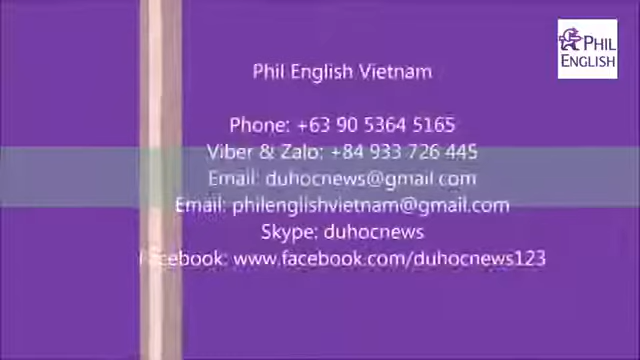 PHIL
ENGLISH
Phil English Vietnam
Phone: +63 90 5364 5165
Viber & Zalo: +84 933 726 445
Email: duhocnews@gmail.com
Email: philenglishvietnam@gmail.com
Skype: duhocnews
Facebook: www.facebook.com/duhocnews123